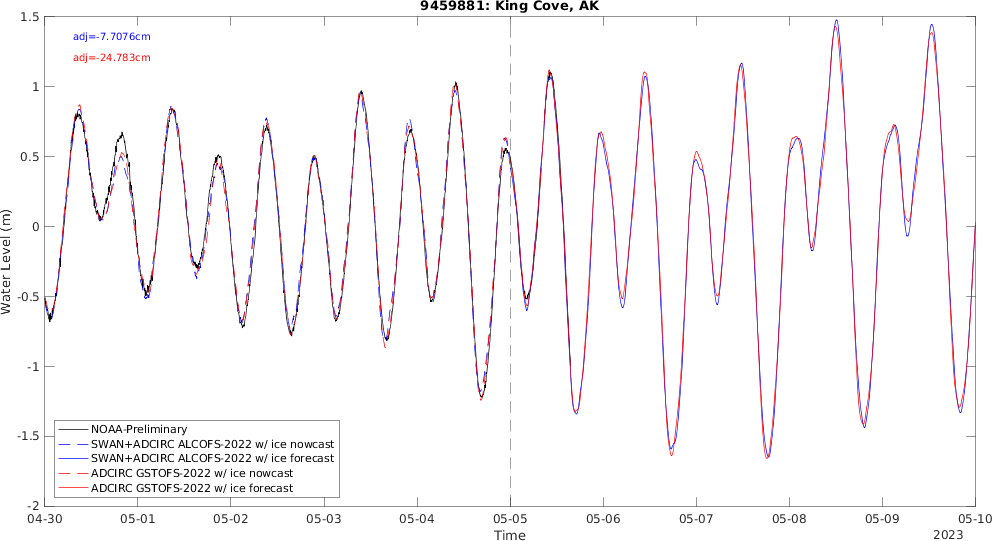 9459881: King Cove, AK
adj=-7.7076cm
adj=-24.783cm
Water Level (m)
1.5
1
0.5
0
-0.5
-1
-1.5
-2
NOAA-Preliminary
SWAN+ADCIRC ALCOFS-2022 w/ ice nowcast
SWAN+ADCIRC ALCOFS-2022 w/ ice forecast
ADCIRC GSTOFS-2022 w/ ice nowcast
ADCIRC GSTOFS-2022 w/ ice forecast
04-30 05-01 05-02 05-03 05-04 05-05 05-06 05-07 05-08 05-09 05-10
Time
2023